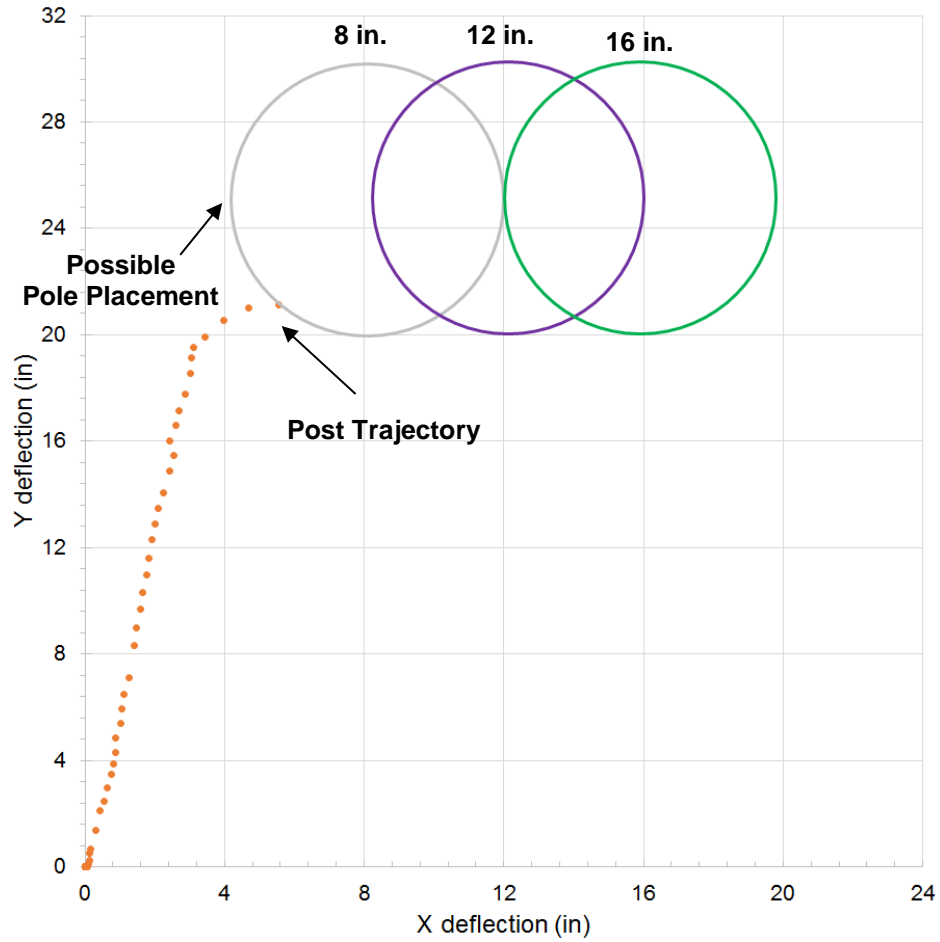 8 in.
12 in.
16 in.
Possible
Pole Placement
Post Trajectory
Y deflection (in)
32
28
24
20
16
12
8
4
0
0
4
8
12
16
20
24
X deflection (in)